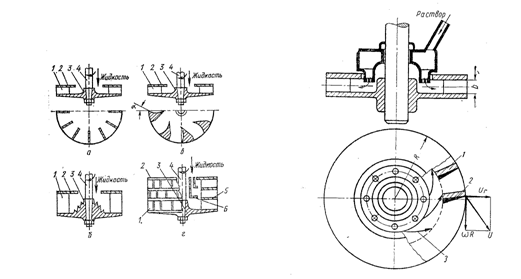 1 2 3 4 Жидкость
1 2 3 4 Жидкость
а
в
1 2 3 4 Жидкость
2 3 4 Жидкость
5
1
6
б
г
Раствор
b
R
1
2
Ur
ωR
U
3